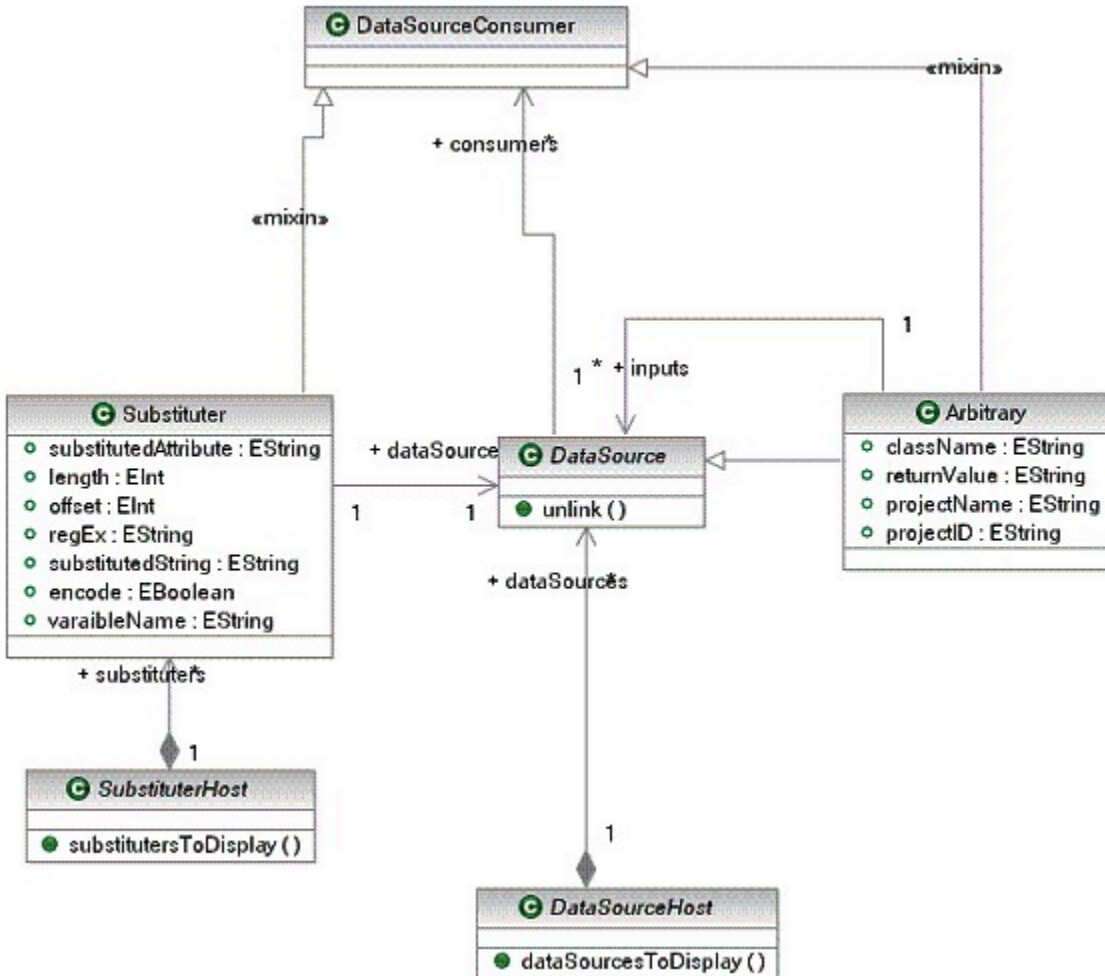 DataSourceConsumer
«mixin»
+ consumers
*
«mixin»
1
1
*
+ inputs
Substituter
substitutedAttribute : EString
length : EInt
offset : EInt
regEx : EString
substitutedString : EString
encode : EBoolean
varaibleName : EString
+ dataSource
1
1
DataSource
unlink ( )
Arbitrary
className : EString
returnValue : EString
projectName : EString
projectID : EString
+ dataSources
*
+ substituters
*
1
SubstituterHost
substitutersToDisplay ( )
1
DataSourceHost
dataSourcesToDisplay ( )